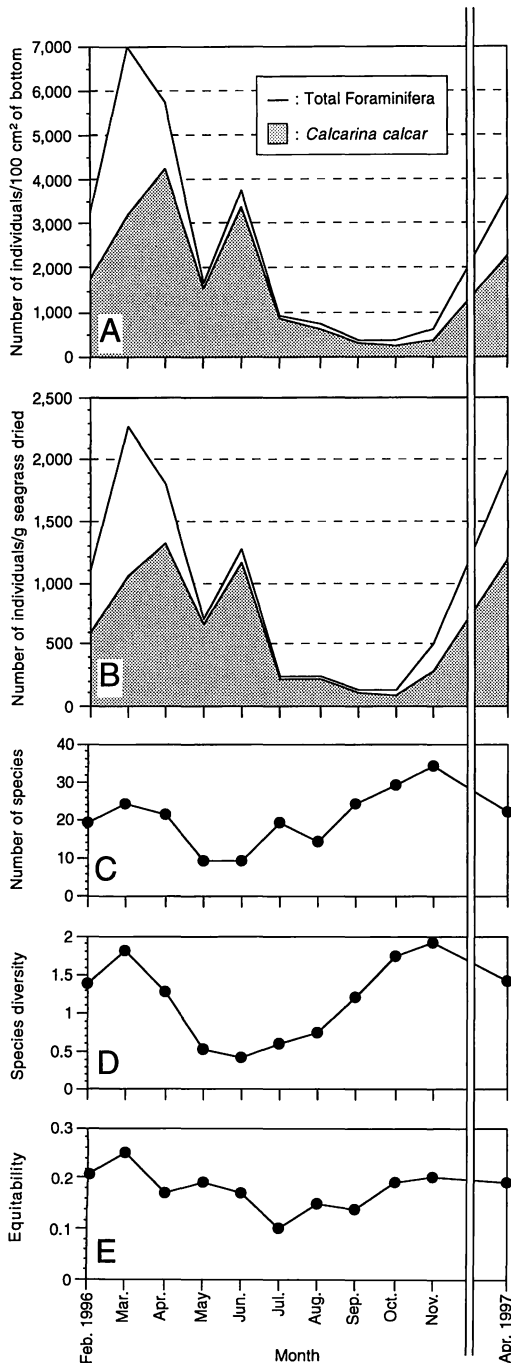 Number of individuals/100 cm² of bottom
7,000
6,000
5,000
4,000
3,000
2,000
1,000
0
— : Total Foraminifera
: Calcarina calcar
A
Number of individuals/g seagrass dried
2,500
2,000
1,500
1,000
500
0
B
Number of species
40
30
20
10
0
C
Species diversity
2
1.5
1
0.5
0
D
Equitability
0.3
0.2
0.1
0
E
Feb. 1996
Mar.
Apr.
May
Jun.
Jul.
Aug.
Sep.
Oct.
Nov.
Apr. 1997
Month